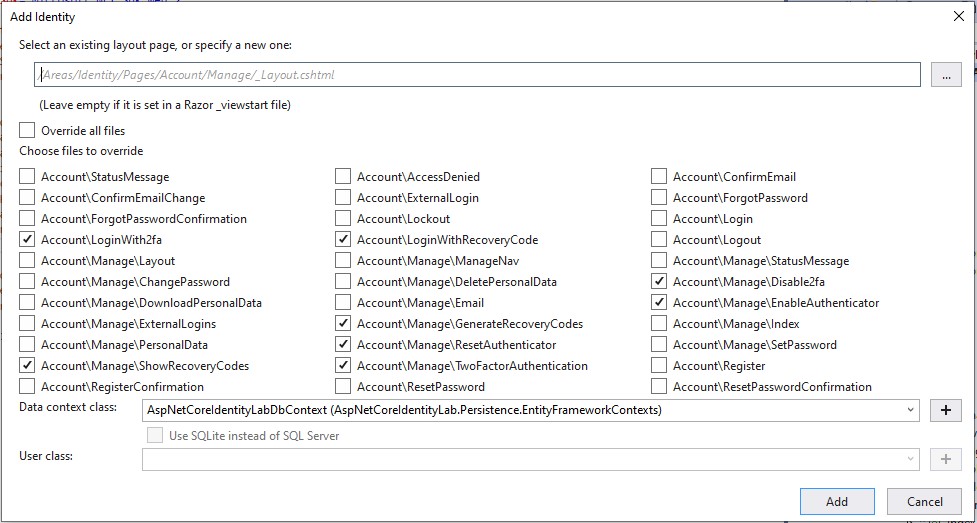 Add Identity
Select an existing layout page, or specify a new one:
/Areas/Identity/Pages/Account/Manage/_Layout.cshtml
...
(Leave empty if it is set in a Razor _viewstart file)
Override all files
Choose files to override
Account\StatusMessage Account\AccessDenied Account\ConfirmEmail
Account\ConfirmEmailChange Account\ExternalLogin Account\ForgotPassword
Account\ForgotPasswordConfirmation Account\Lockout Account\Login
Account\LoginWith2fa Account\LoginWithRecoveryCode Account\Logout
Account\Manage\Layout Account\Manage\ManageNav Account\Manage\StatusMessage
Account\Manage\ChangePassword Account\Manage\DeletePersonalData Account\Manage\Disable2fa
Account\Manage\DownloadPersonalData Account\Manage\Email Account\Manage\EnableAuthenticator
Account\Manage\ExternalLogins Account\Manage\GenerateRecoveryCodes Account\Manage\Index
Account\Manage\PersonalData Account\Manage\ResetAuthenticator Account\Manage\SetPassword
Account\Manage\ShowRecoveryCodes Account\Manage\TwoFactorAuthentication Account\Register
Account\RegisterConfirmation Account\ResetPassword Account\ResetPasswordConfirmation
Data context class: AspNetCoreIdentityLabDbContext (AspNetCoreIdentityLab.Persistence.EntityFrameworkContexts)
Use SQLite instead of SQL Server
User class:
Add Cancel